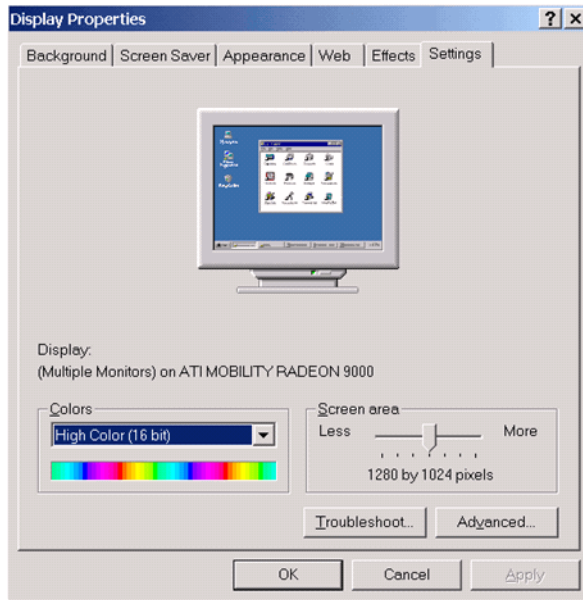 Display Properties
? X
Background Screen Saver Appearance Web Effects Settings
Display:
(Multiple Monitors) on ATI MOBILITY RADEON 9000
Colors
High Color (16 bit)
Screen area
Less More
1280 by 1024 pixels
Troubleshoot... Advanced...
OK Cancel Apply